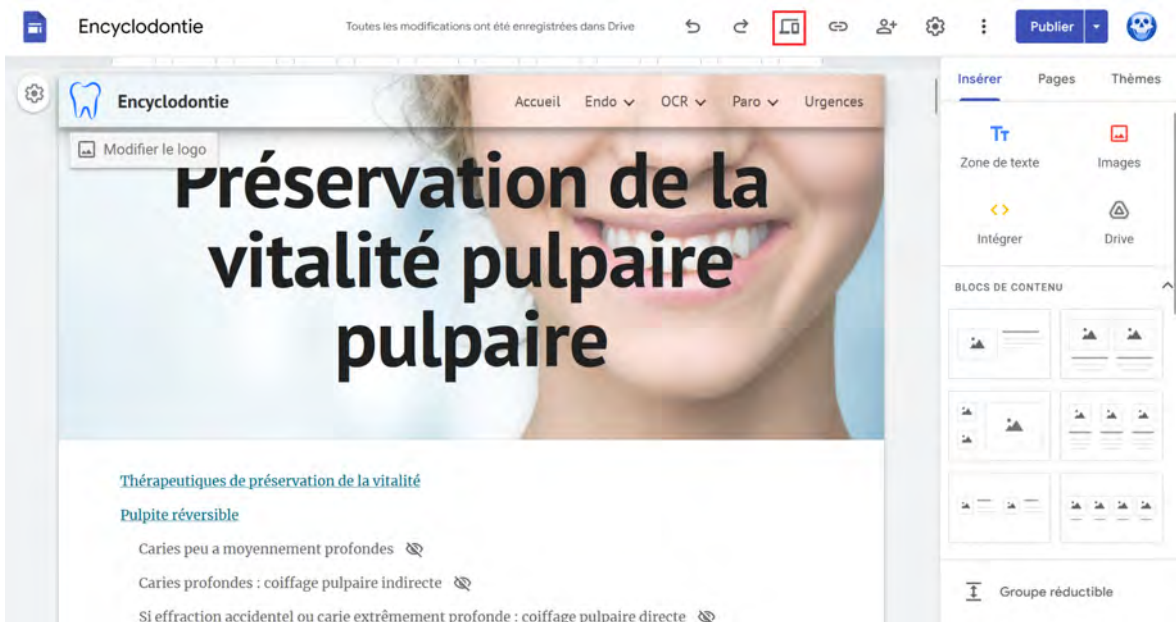 Encyclodontie
Toutes les modifications ont été enregistrées dans Drive
Publier
Encyclodontie
Accueil Endo OCR Paro Urgences
Modifier le logo
Préservation de la
vitalité pulpaire
pulpaire
Thérapeutiques de préservation de la vitalité
Pulpite réversible
Caries peu a moyennement profondes
Caries profondes : coiffage pulpaire indirecte
Si effraction accidentel ou carie extrêmement profonde : coiffage pulpaire directe
Insérer Pages Thèmes
Zone de texte Images
Intégrer Drive
BLOCS DE CONTENU
Groupe réductible